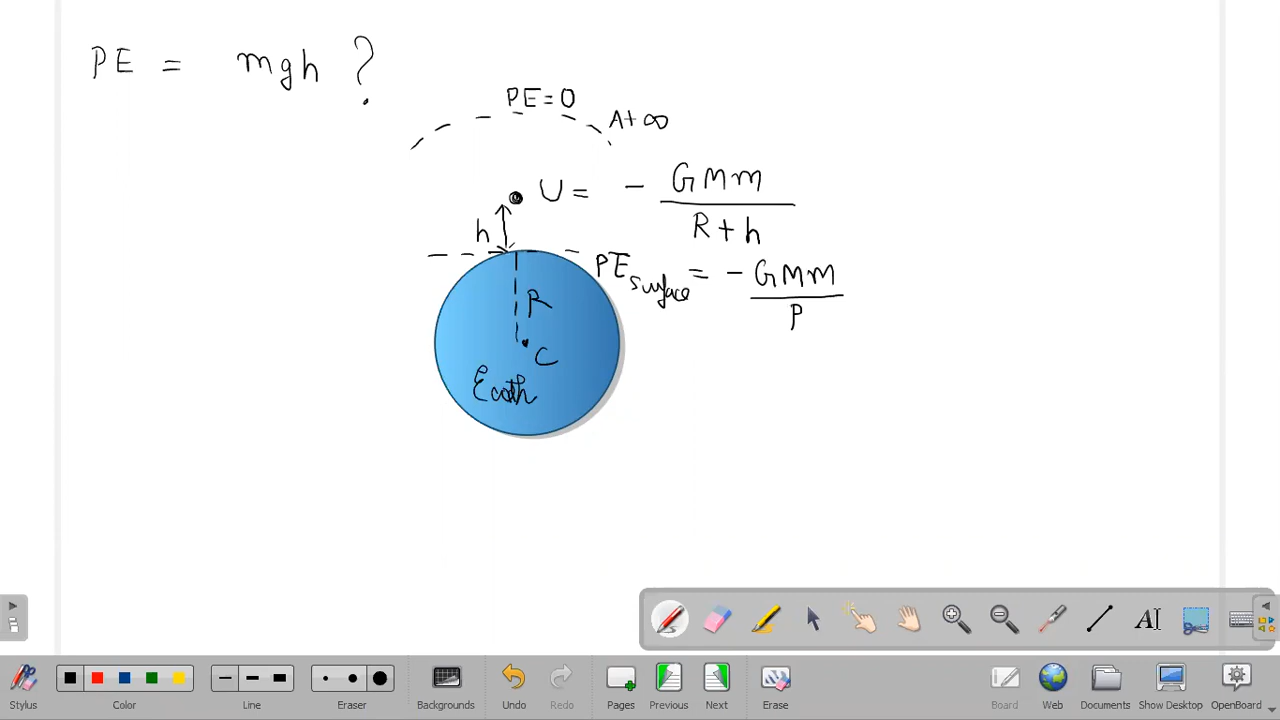 PE = mgh ?
PE = 0
At ∞
U = - GMm / R + h
h
PE surface = - GMm / P
R
C
Earth
AI
Stylus
Color
Line
Eraser
Backgrounds
Undo
Redo
Pages
Previous
Next
Erase
Board
Web
Documents
Show Desktop
OpenBoard